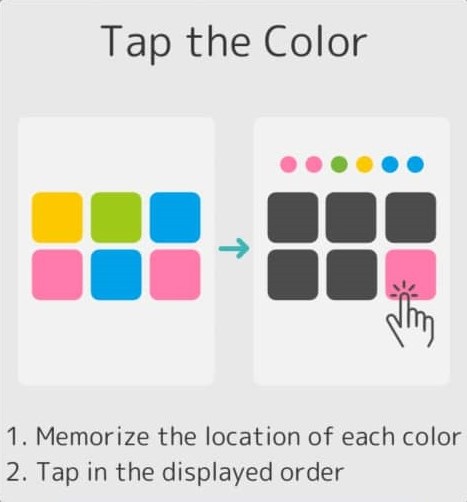 Tap the Color
1. Memorize the location of each color
2. Tap in the displayed order